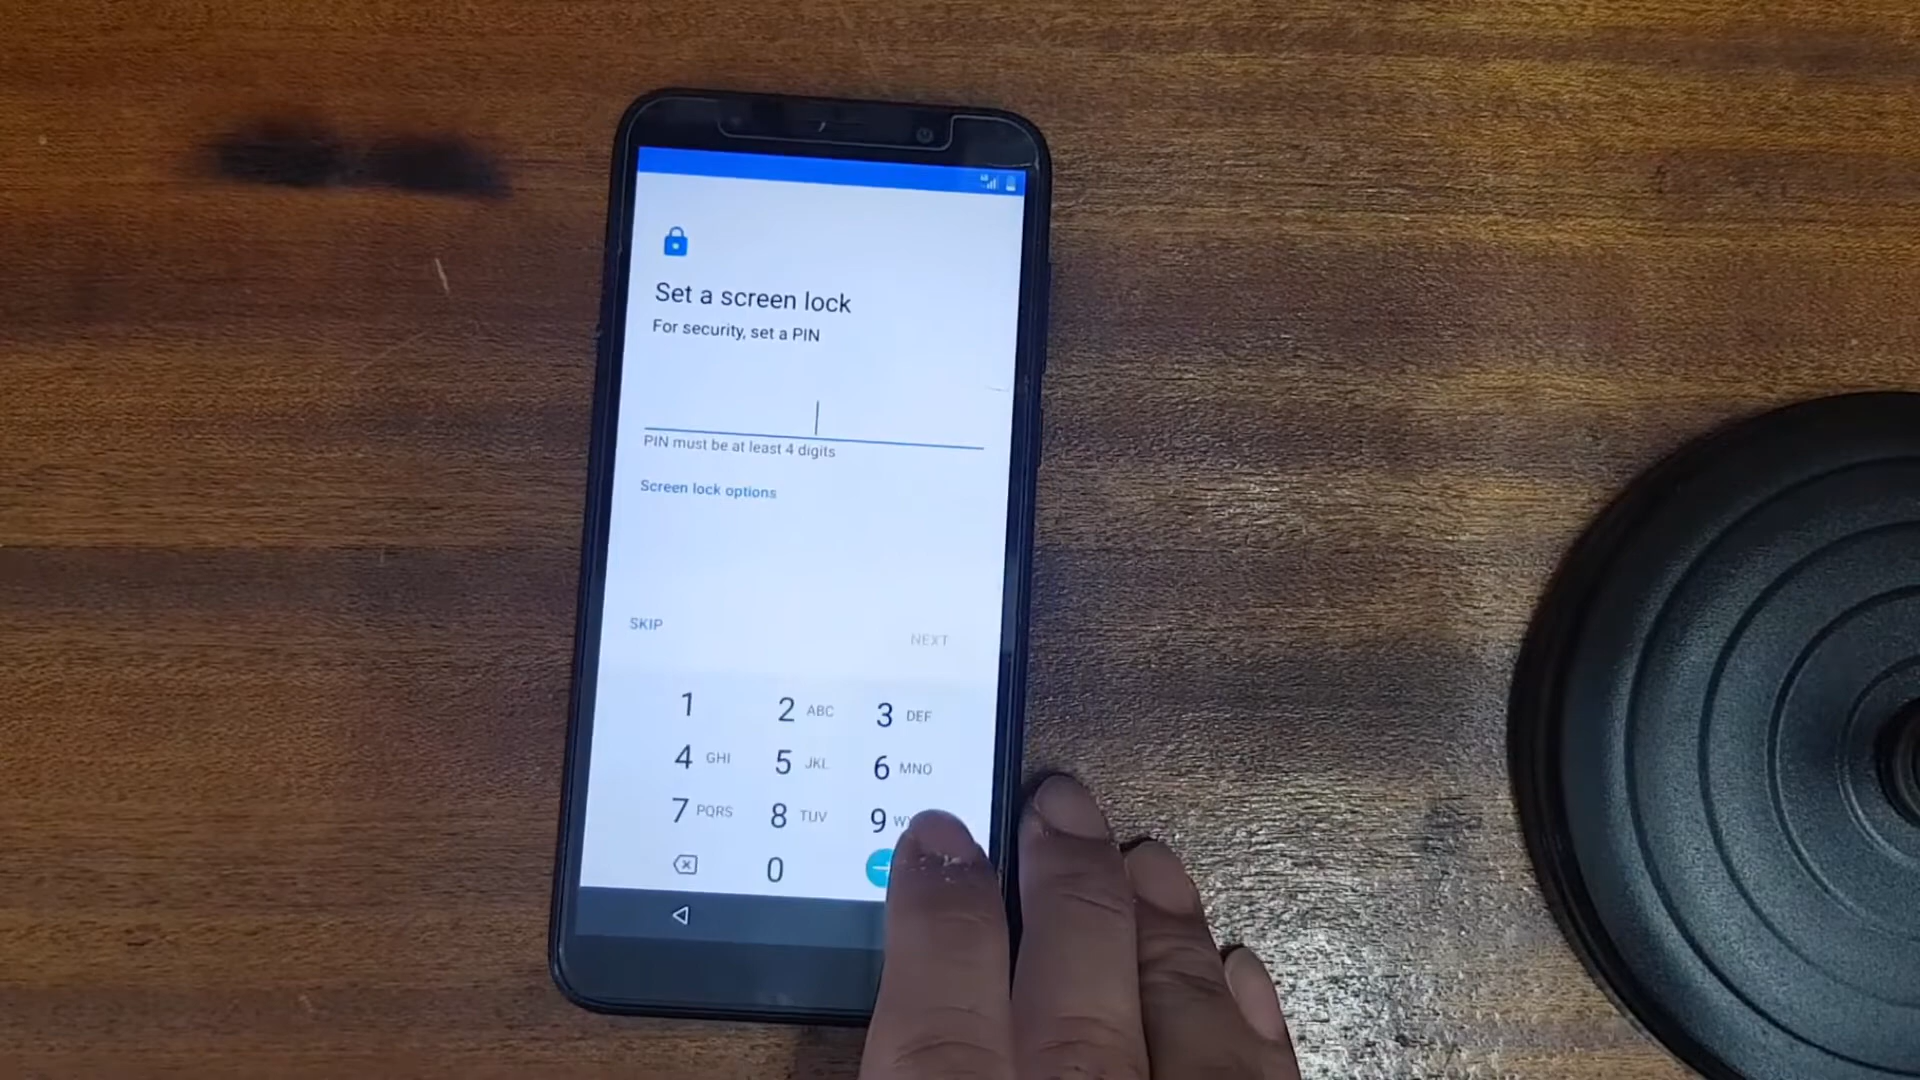 Set a screen lock
For security, set a PIN
PIN must be at least 4 digits
Screen lock options
SKIP
NEXT
1 2 ABC 3 DEF
4 GHI 5 JKL 6 MNO
7 PQRS 8 TUV 9
0